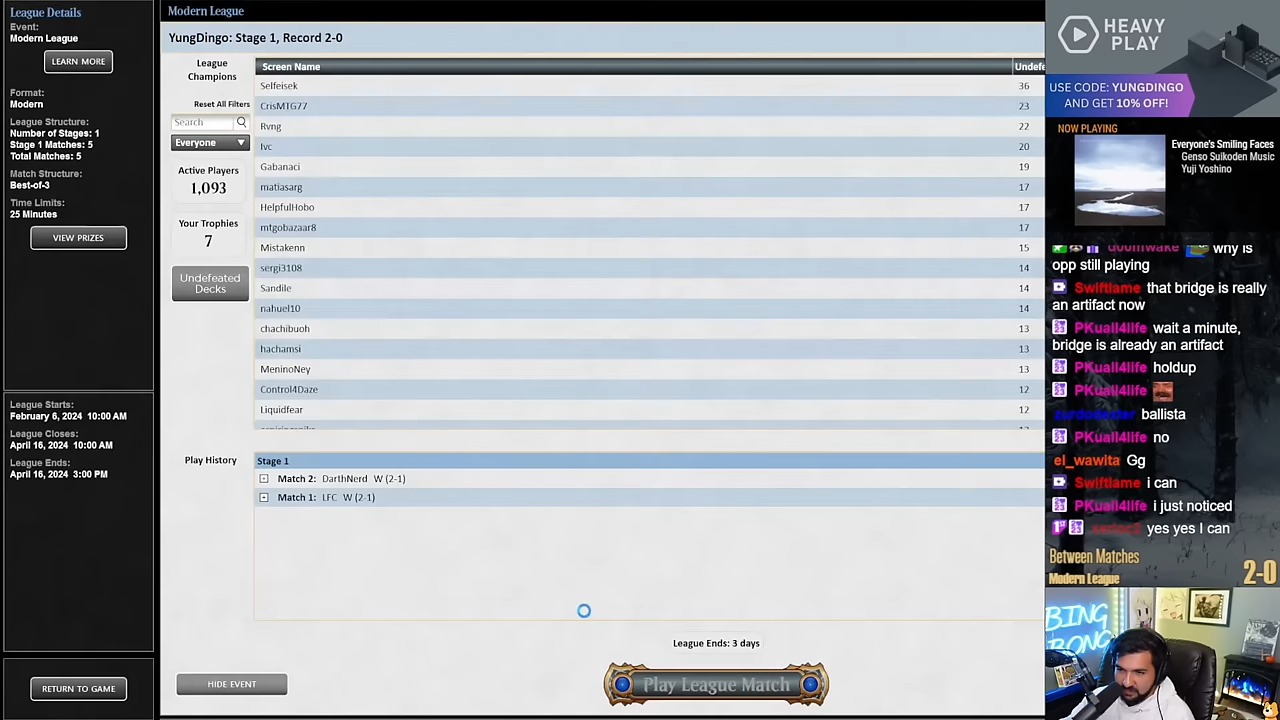 League Details
Event:
Modern League
LEARN MORE
Format:
Modern
League Structure:
Number of Stages: 1
Stage 1 Matches: 5
Total Matches: 5
Match Structure:
Best-of-3
Time Limits:
25 Minutes
VIEW PRIZES
League Starts:
February 6, 2024 10:00 AM
League Closes:
April 16, 2024 10:00 AM
League Ends:
April 16, 2024 3:00 PM
RETURN TO GAME
Modern League
YungDingo: Stage 1, Record 2-0
League
Champions
Reset All Filters
Search
Everyone
Active Players
1,093
Your Trophies
7
Undefeated
Decks
Screen Name Undefe
Selfeisek 36
CrisMTG77 23
Rvng 22
Ivc 20
Gabanaci 19
matiasarg 17
HelpfulHobo 17
mtgobazaar8 17
Mistakenn 15
sergi3108 14
Sandile 14
nahuel10 14
chachibuoh 13
hachamsi 13
MeninoNey 13
Control4Daze 12
Liquidfear 12
Play History
Stage 1
Match 2: DarthNerd W (2-1)
Match 1: LFC W (2-1)
League Ends: 3 days
HIDE EVENT
Play League Match
HEAVY
PLAY
USE CODE: YUNGDINGO
AND GET 10% OFF!
NOW PLAYING
Everyone's Smiling Faces
Genso Suikoden Music
Yuji Yoshino
doomwake why is
opp still playing
Swiftlame that bridge is really
an artifact now
PKuall4life wait a minute,
bridge is already an artifact
PKuall4life holdup
PKuall4life
ballista
PKuall4life no
el_wawita Gg
Swiftlame i can
PKuall4life i just noticed
yes yes I can
Between Matches
Modern League
2-0
BING
BONG